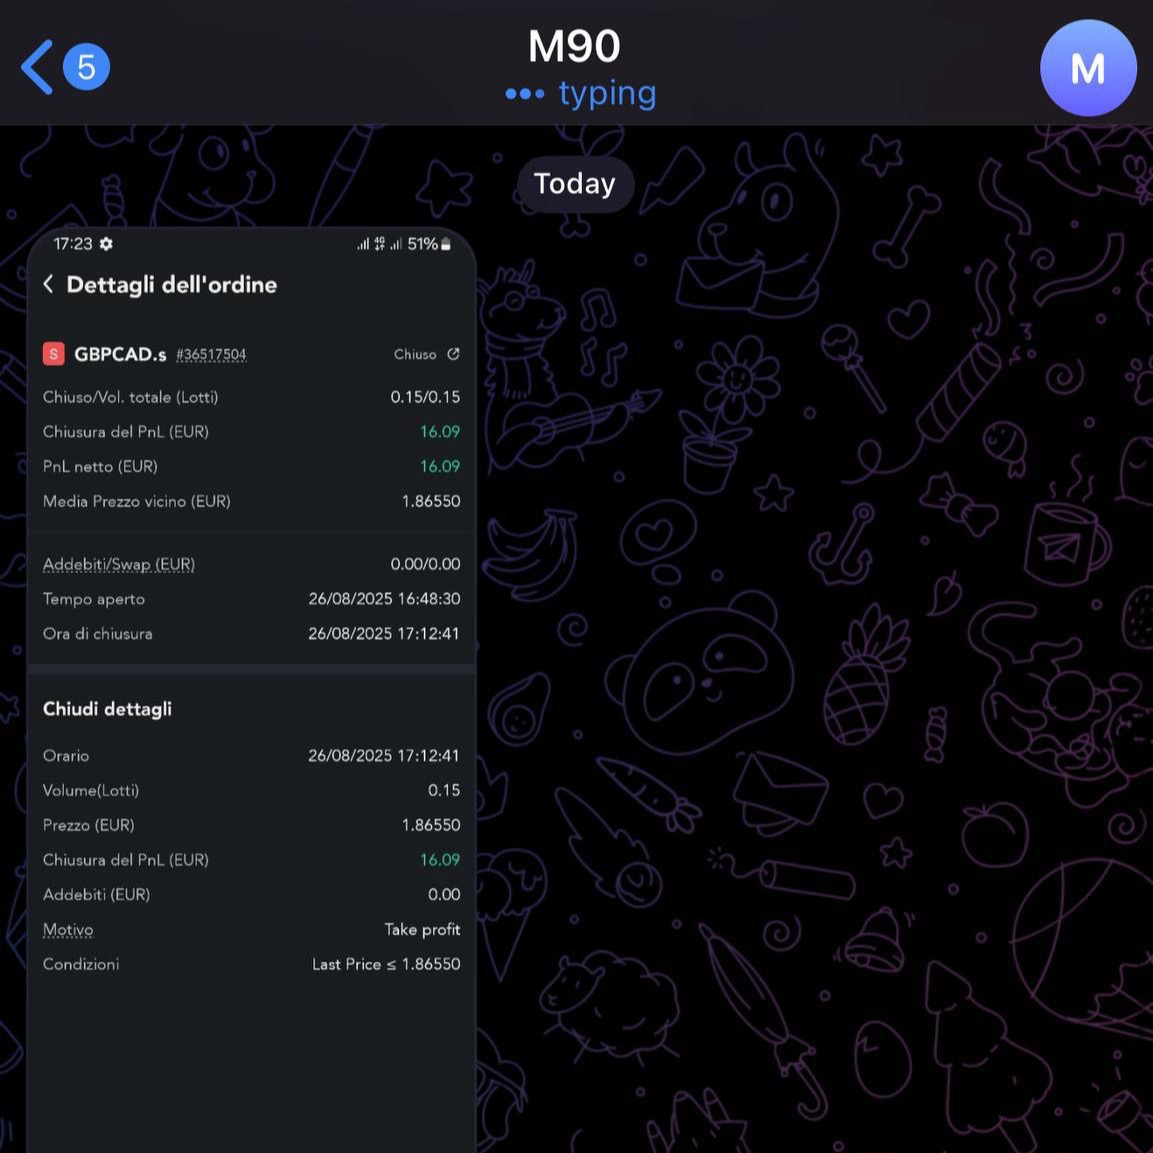 5
M90
typing
M
Today
17:23 4G 51%
Dettagli dell'ordine
S GBPCAD.s #36517504 Chiuso
Chiuso/Vol. totale (Lotti) 0.15/0.15
Chiusura del PnL (EUR) 16.09
PnL netto (EUR) 16.09
Media Prezzo vicino (EUR) 1.86550
Addebiti/Swap (EUR) 0.00/0.00
Tempo aperto 26/08/2025 16:48:30
Ora di chiusura 26/08/2025 17:12:41
Chiudi dettagli
Orario 26/08/2025 17:12:41
Volume(Lotti) 0.15
Prezzo (EUR) 1.86550
Chiusura del PnL (EUR) 16.09
Addebiti (EUR) 0.00
Motivo Take profit
Condizioni Last Price ≤ 1.86550